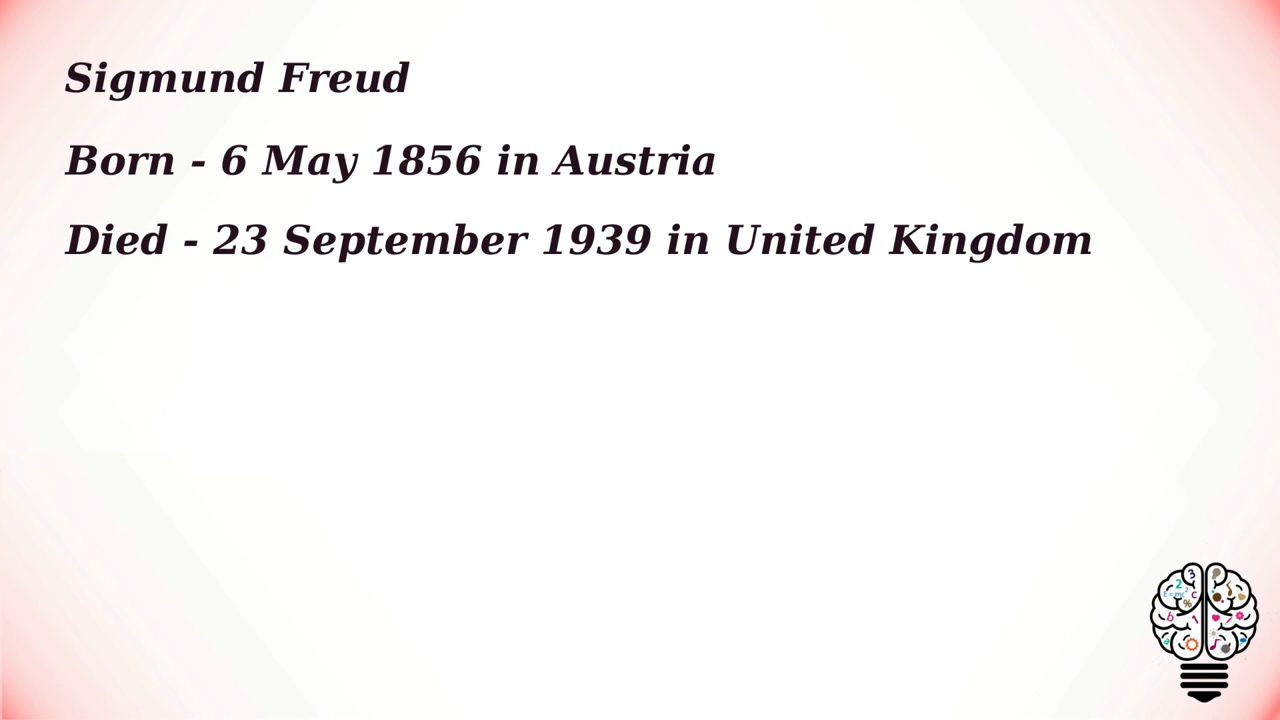 Sigmund Freud
Born - 6 May 1856 in Austria
Died - 23 September 1939 in United Kingdom